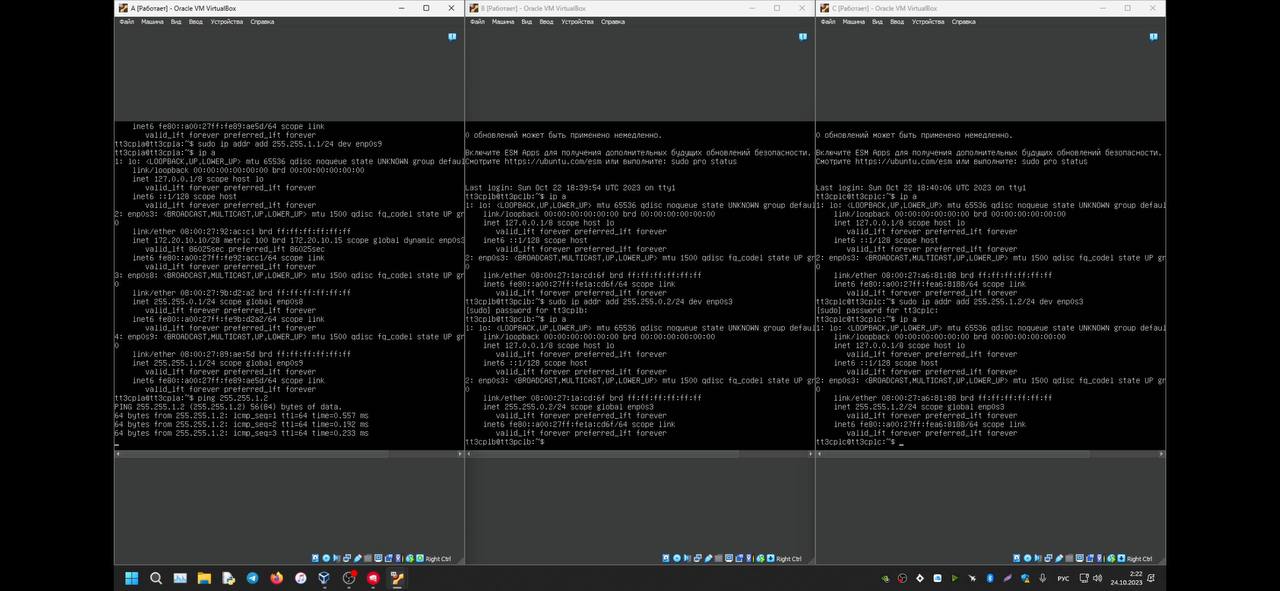 A [Работает] - Oracle VM VirtualBox
Файл Машина Вид Ввод Устройства Справка
inet6 fe80::a00:27ff:fe89:ae5d/64 scope link
valid_lft forever preferred_lft forever
tt3cpla@tt3cpla:~$ sudo ip addr add 255.255.1.1/24 dev enp0s9
tt3cpla@tt3cpla:~$ ip a
1: lo: <LOOPBACK,UP,LOWER_UP> mtu 65536 qdisc noqueue state UNKNOWN group defaul
link/loopback 00:00:00:00:00:00 brd 00:00:00:00:00:00
inet 127.0.0.1/8 scope host lo
valid_lft forever preferred_lft forever
inet6 ::1/128 scope host
valid_lft forever preferred_lft forever
2: enp0s3: <BROADCAST,MULTICAST,UP,LOWER_UP> mtu 1500 qdisc fq_codel state UP gr
0
link/ether 08:00:27:92:ac:c1 brd ff:ff:ff:ff:ff:ff
inet 172.20.10.10/28 metric 100 brd 172.20.10.15 scope global dynamic enp0s3
valid_lft 86025sec preferred_lft 86025sec
inet6 fe80::a00:27ff:fe92:acc1/64 scope link
valid_lft forever preferred_lft forever
3: enp0s8: <BROADCAST,MULTICAST,UP,LOWER_UP> mtu 1500 qdisc fq_codel state UP gr
0
link/ether 08:00:27:9b:d2:a2 brd ff:ff:ff:ff:ff:ff
inet 255.255.0.1/24 scope global enp0s8
valid_lft forever preferred_lft forever
inet6 fe80::a00:27ff:fe9b:d2a2/64 scope link
valid_lft forever preferred_lft forever
4: enp0s9: <BROADCAST,MULTICAST,UP,LOWER_UP> mtu 1500 qdisc fq_codel state UP gr
0
link/ether 08:00:27:89:ae:5d brd ff:ff:ff:ff:ff:ff
inet 255.255.1.1/24 scope global enp0s9
valid_lft forever preferred_lft forever
inet6 fe80::a00:27ff:fe89:ae5d/64 scope link
valid_lft forever preferred_lft forever
tt3cpla@tt3cpla:~$ ping 255.255.1.2
PING 255.255.1.2 (255.255.1.2) 56(84) bytes of data.
64 bytes from 255.255.1.2: icmp_seq=1 ttl=64 time=0.557 ms
64 bytes from 255.255.1.2: icmp_seq=2 ttl=64 time=0.192 ms
64 bytes from 255.255.1.2: icmp_seq=3 ttl=64 time=0.233 ms
Right Ctrl
B [Работает] - Oracle VM VirtualBox
Файл Машина Вид Ввод Устройства Справка
0 обновлений может быть применено немедленно.
Включите ESM Apps для получения дополнительных будущих обновлений безопасности.
Смотрите https://ubuntu.com/esm или выполните: sudo pro status
Last login: Sun Oct 22 18:39:54 UTC 2023 on tty1
tt3cplb@tt3pclb:~$ ip a
1: lo: <LOOPBACK,UP,LOWER_UP> mtu 65536 qdisc noqueue state UNKNOWN group defaul
link/loopback 00:00:00:00:00:00 brd 00:00:00:00:00:00
inet 127.0.0.1/8 scope host lo
valid_lft forever preferred_lft forever
inet6 ::1/128 scope host
valid_lft forever preferred_lft forever
2: enp0s3: <BROADCAST,MULTICAST,UP,LOWER_UP> mtu 1500 qdisc fq_codel state UP gr
0
link/ether 08:00:27:1a:cd:6f brd ff:ff:ff:ff:ff:ff
inet6 fe80::a00:27ff:fe1a:cd6f/64 scope link
valid_lft forever preferred_lft forever
tt3cplb@tt3pclb:~$ sudo ip addr add 255.255.0.2/24 dev enp0s3
[sudo] password for tt3cplb:
tt3cplb@tt3pclb:~$ ip a
1: lo: <LOOPBACK,UP,LOWER_UP> mtu 65536 qdisc noqueue state UNKNOWN group defaul
link/loopback 00:00:00:00:00:00 brd 00:00:00:00:00:00
inet 127.0.0.1/8 scope host lo
valid_lft forever preferred_lft forever
inet6 ::1/128 scope host
valid_lft forever preferred_lft forever
2: enp0s3: <BROADCAST,MULTICAST,UP,LOWER_UP> mtu 1500 qdisc fq_codel state UP gr
0
link/ether 08:00:27:1a:cd:6f brd ff:ff:ff:ff:ff:ff
inet 255.255.0.2/24 scope global enp0s3
valid_lft forever preferred_lft forever
inet6 fe80::a00:27ff:fe1a:cd6f/64 scope link
valid_lft forever preferred_lft forever
tt3cplb@tt3pclb:~$
Right Ctrl
C [Работает] - Oracle VM VirtualBox
Файл Машина Вид Ввод Устройства Справка
0 обновлений может быть применено немедленно.
Включите ESM Apps для получения дополнительных будущих обновлений безопасности.
Смотрите https://ubuntu.com/esm или выполните: sudo pro status
Last login: Sun Oct 22 18:40:06 UTC 2023 on tty1
tt3cplc@tt3pclc:~$ ip a
1: lo: <LOOPBACK,UP,LOWER_UP> mtu 65536 qdisc noqueue state UNKNOWN group defaul
link/loopback 00:00:00:00:00:00 brd 00:00:00:00:00:00
inet 127.0.0.1/8 scope host lo
valid_lft forever preferred_lft forever
inet6 ::1/128 scope host
valid_lft forever preferred_lft forever
2: enp0s3: <BROADCAST,MULTICAST,UP,LOWER_UP> mtu 1500 qdisc fq_codel state UP gr
0
link/ether 08:00:27:a6:81:88 brd ff:ff:ff:ff:ff:ff
inet6 fe80::a00:27ff:fea6:8188/64 scope link
valid_lft forever preferred_lft forever
tt3cplc@tt3pclc:~$ sudo ip addr add 255.255.1.2/24 dev enp0s3
[sudo] password for tt3cplc:
tt3cplc@tt3pclc:~$ ip a
1: lo: <LOOPBACK,UP,LOWER_UP> mtu 65536 qdisc noqueue state UNKNOWN group defaul
link/loopback 00:00:00:00:00:00 brd 00:00:00:00:00:00
inet 127.0.0.1/8 scope host lo
valid_lft forever preferred_lft forever
inet6 ::1/128 scope host
valid_lft forever preferred_lft forever
2: enp0s3: <BROADCAST,MULTICAST,UP,LOWER_UP> mtu 1500 qdisc fq_codel state UP gr
0
link/ether 08:00:27:a6:81:88 brd ff:ff:ff:ff:ff:ff
inet 255.255.1.2/24 scope global enp0s3
valid_lft forever preferred_lft forever
inet6 fe80::a00:27ff:fea6:8188/64 scope link
valid_lft forever preferred_lft forever
tt3cplc@tt3pclc:~$ _
Right Ctrl
РУС
2:22
24.10.2023